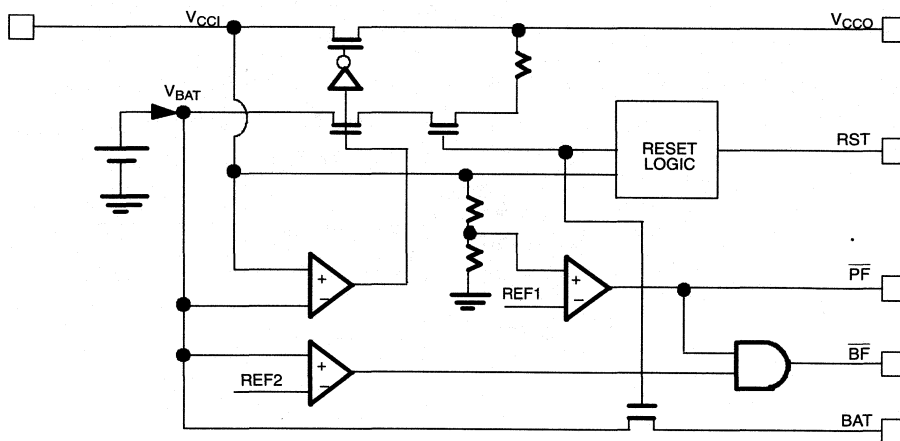 VCCI
VCCO
VBAT
RESET
LOGIC
RST
+
−
REF1
+
−
PF
REF2
+
−
BF
BAT